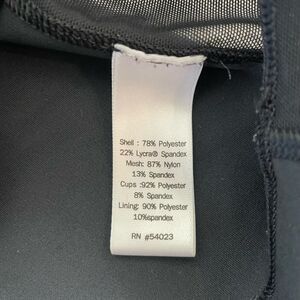 Shell : 78% Polyester
22% Lycra® Spandex
Mesh: 87% Nylon
13% Spandex
Cups :92% Polyester
8% Spandex
Lining: 90% Polyester
10%spandex
RN #54023